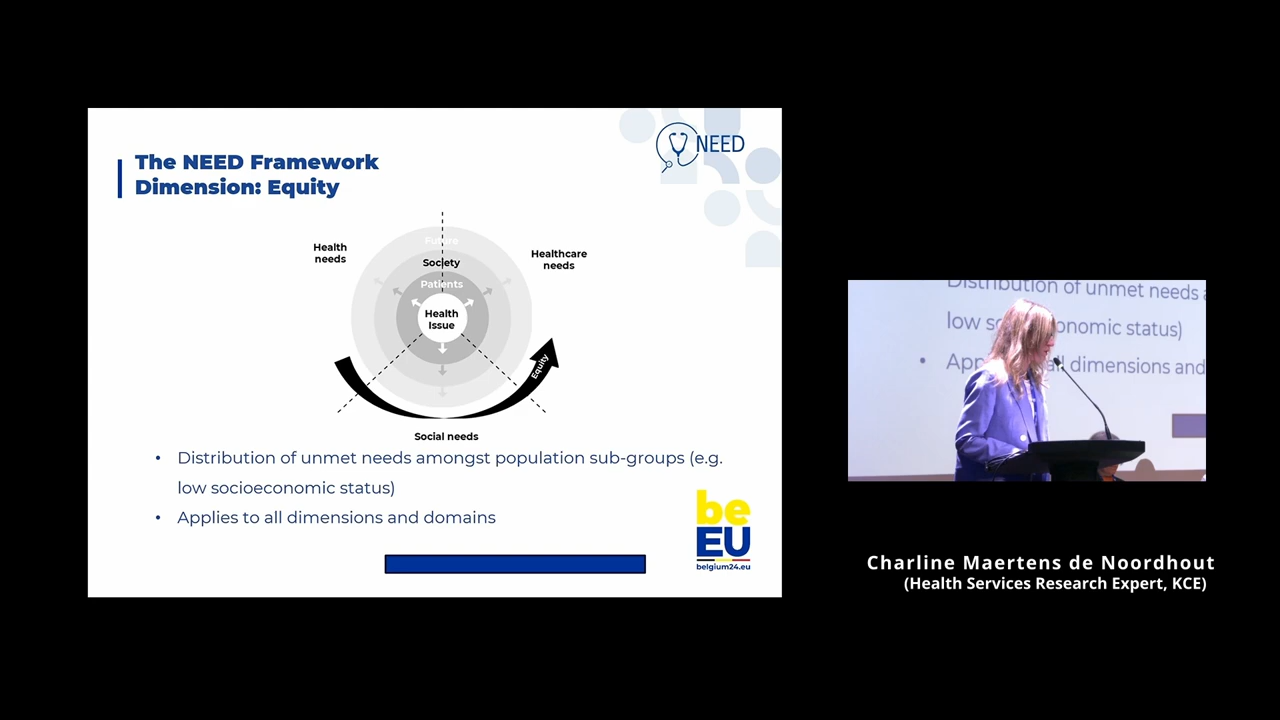 NEED
The NEED Framework
Dimension: Equity
Health
needs
Future
Society
Healthcare
needs
Patients
Health
Issue
Equity
Social needs
• Distribution of unmet needs amongst population sub-groups (e.g.
low socioeconomic status)
• Applies to all dimensions and domains
be
EU
belgium24.eu
Distribution of unmet needs
low so onomic status)
• App all dimensions and
Charline Maertens de Noordhout
(Health Services Research Expert, KCE)